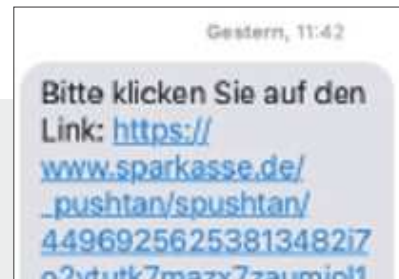 Gestern, 11:42
Bitte klicken Sie auf den
Link: https://
www.sparkasse.de/
_pushtan/spushtan/
44969256253813482i7